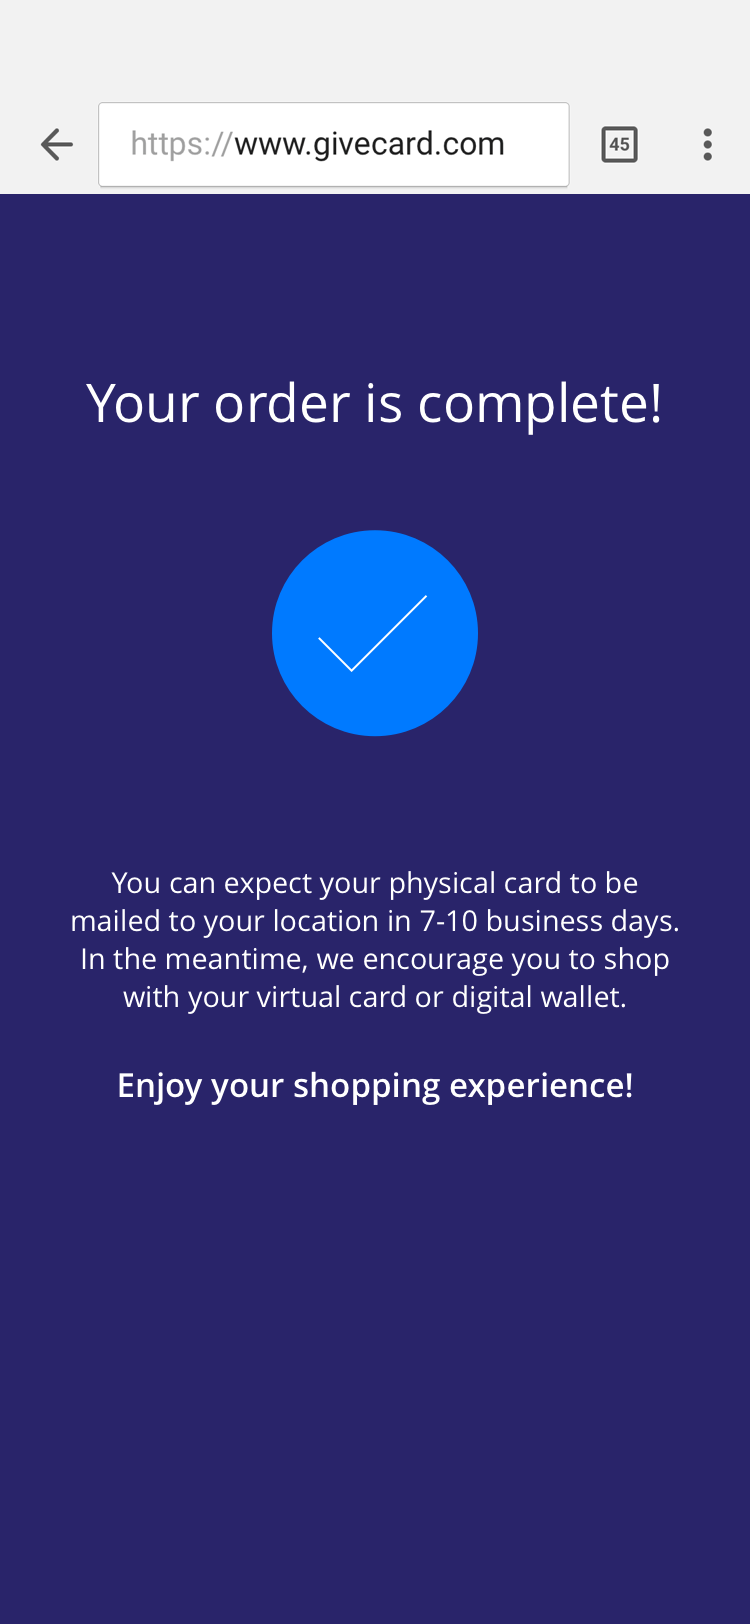 https://www.givecard.com
45
Your order is complete!
You can expect your physical card to be
mailed to your location in 7-10 business days.
In the meantime, we encourage you to shop
with your virtual card or digital wallet.
Enjoy your shopping experience!